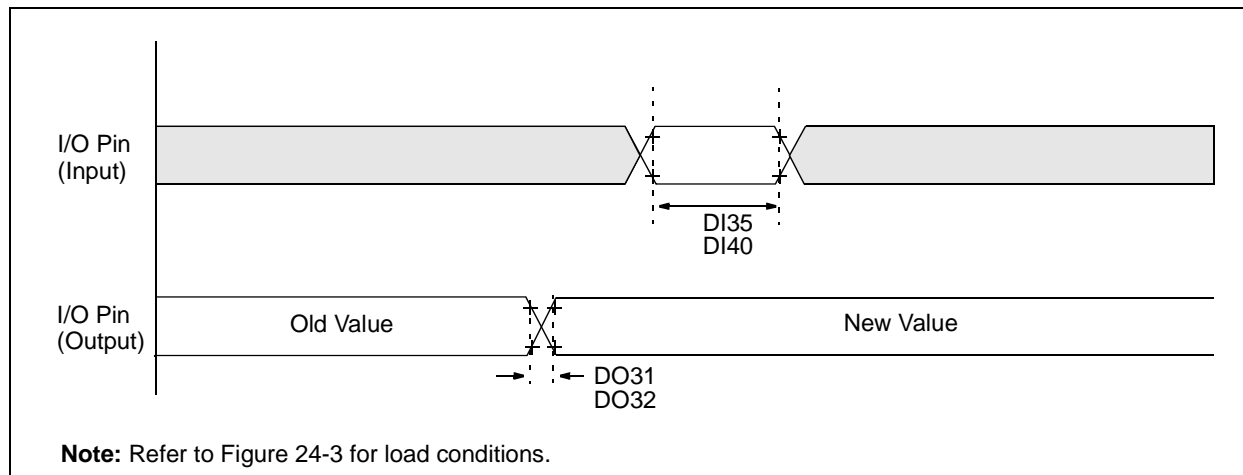 I/O Pin
(Input)
DI35
DI40
I/O Pin
(Output)
Old Value
New Value
DO31
DO32
Note: Refer to Figure 24-3 for load conditions.